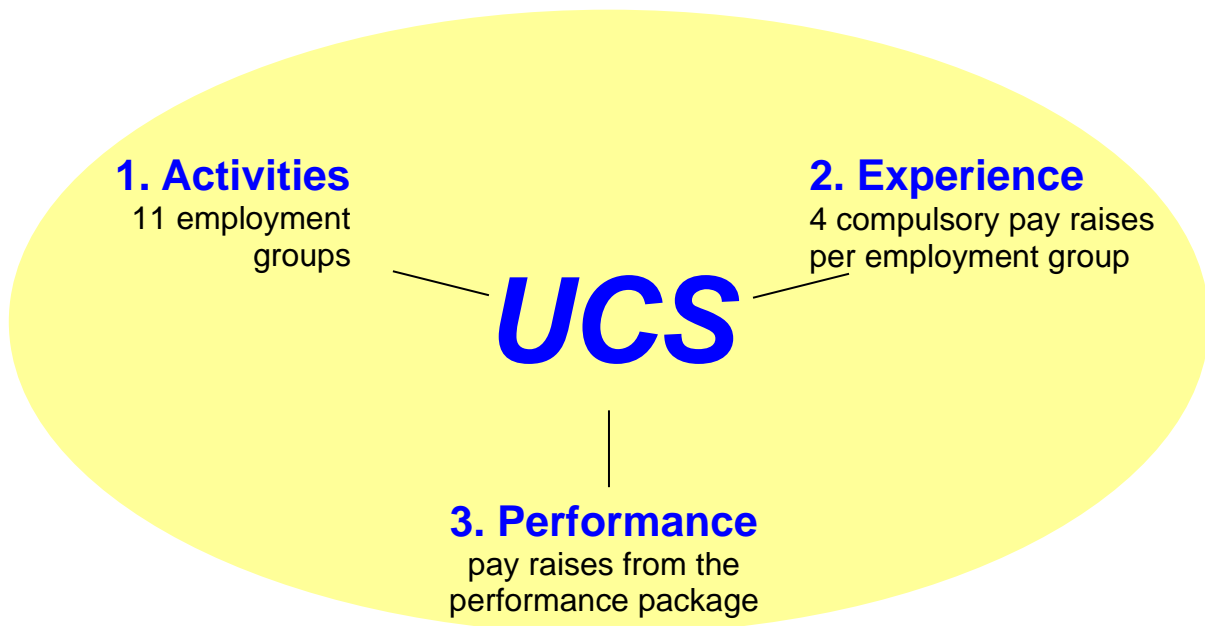 1. Activities
11 employment
groups
2. Experience
4 compulsory pay raises
per employment group
UCS
3. Performance
pay raises from the
performance package